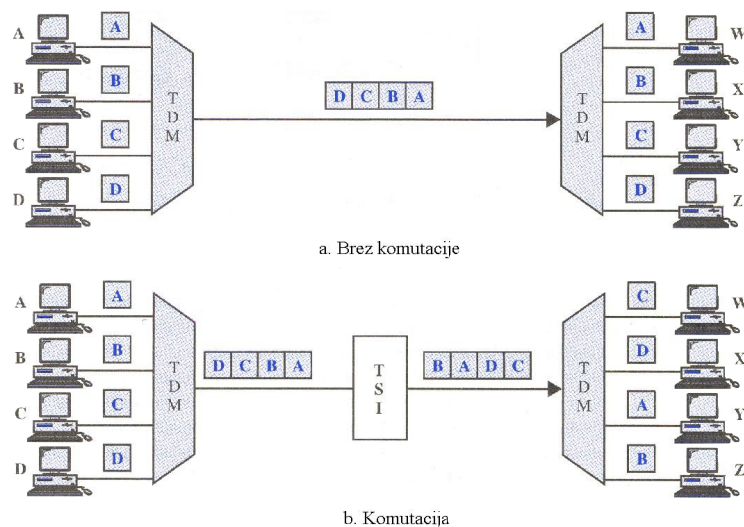 A A A W
B B B X
TDM D C B A TDM
C C C Y
D D D Z
a. Brez komutacije
A A C W
B B D X
TDM D C B A TSI B A D C TDM
C C A Y
D D B Z
b. Komutacija